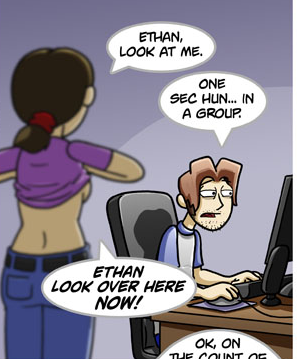 ETHAN,
LOOK AT ME.
ONE
SEC HUN... IN
A GROUP.
ETHAN
LOOK OVER HERE
NOW!
OK, ON
THE COUNT OF